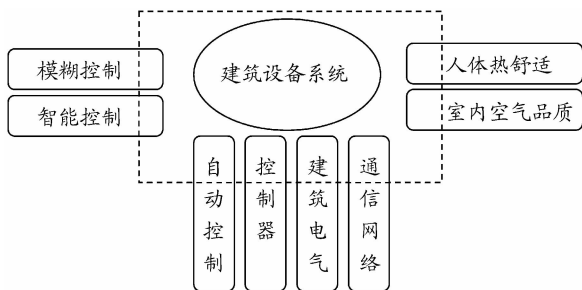 模糊控制
智能控制
建筑设备系统
人体热舒适
室内空气品质
自动控制
控制器
建筑电气
通信网络